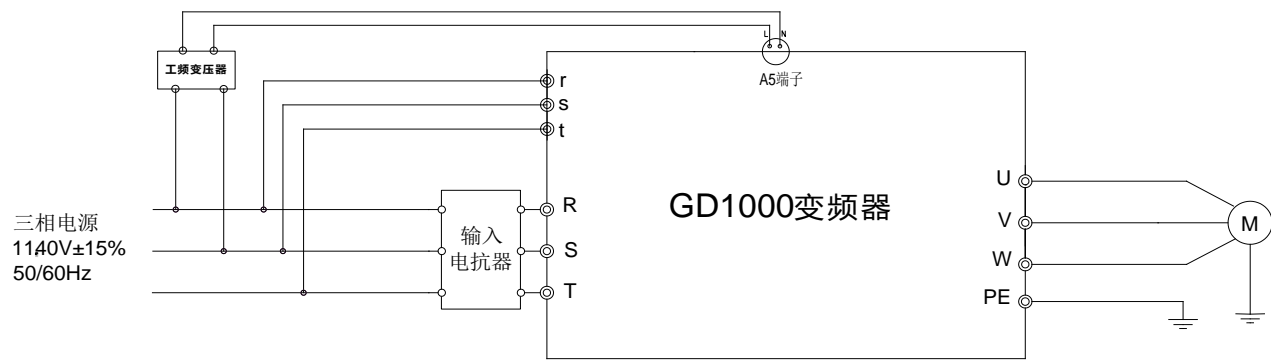 L N
工频变压器
A5端子
r
s
t
GD1000变频器
U
R
三相电源
1140V±15%
50/60Hz
输入
电抗器
V
M
S
W
T
PE